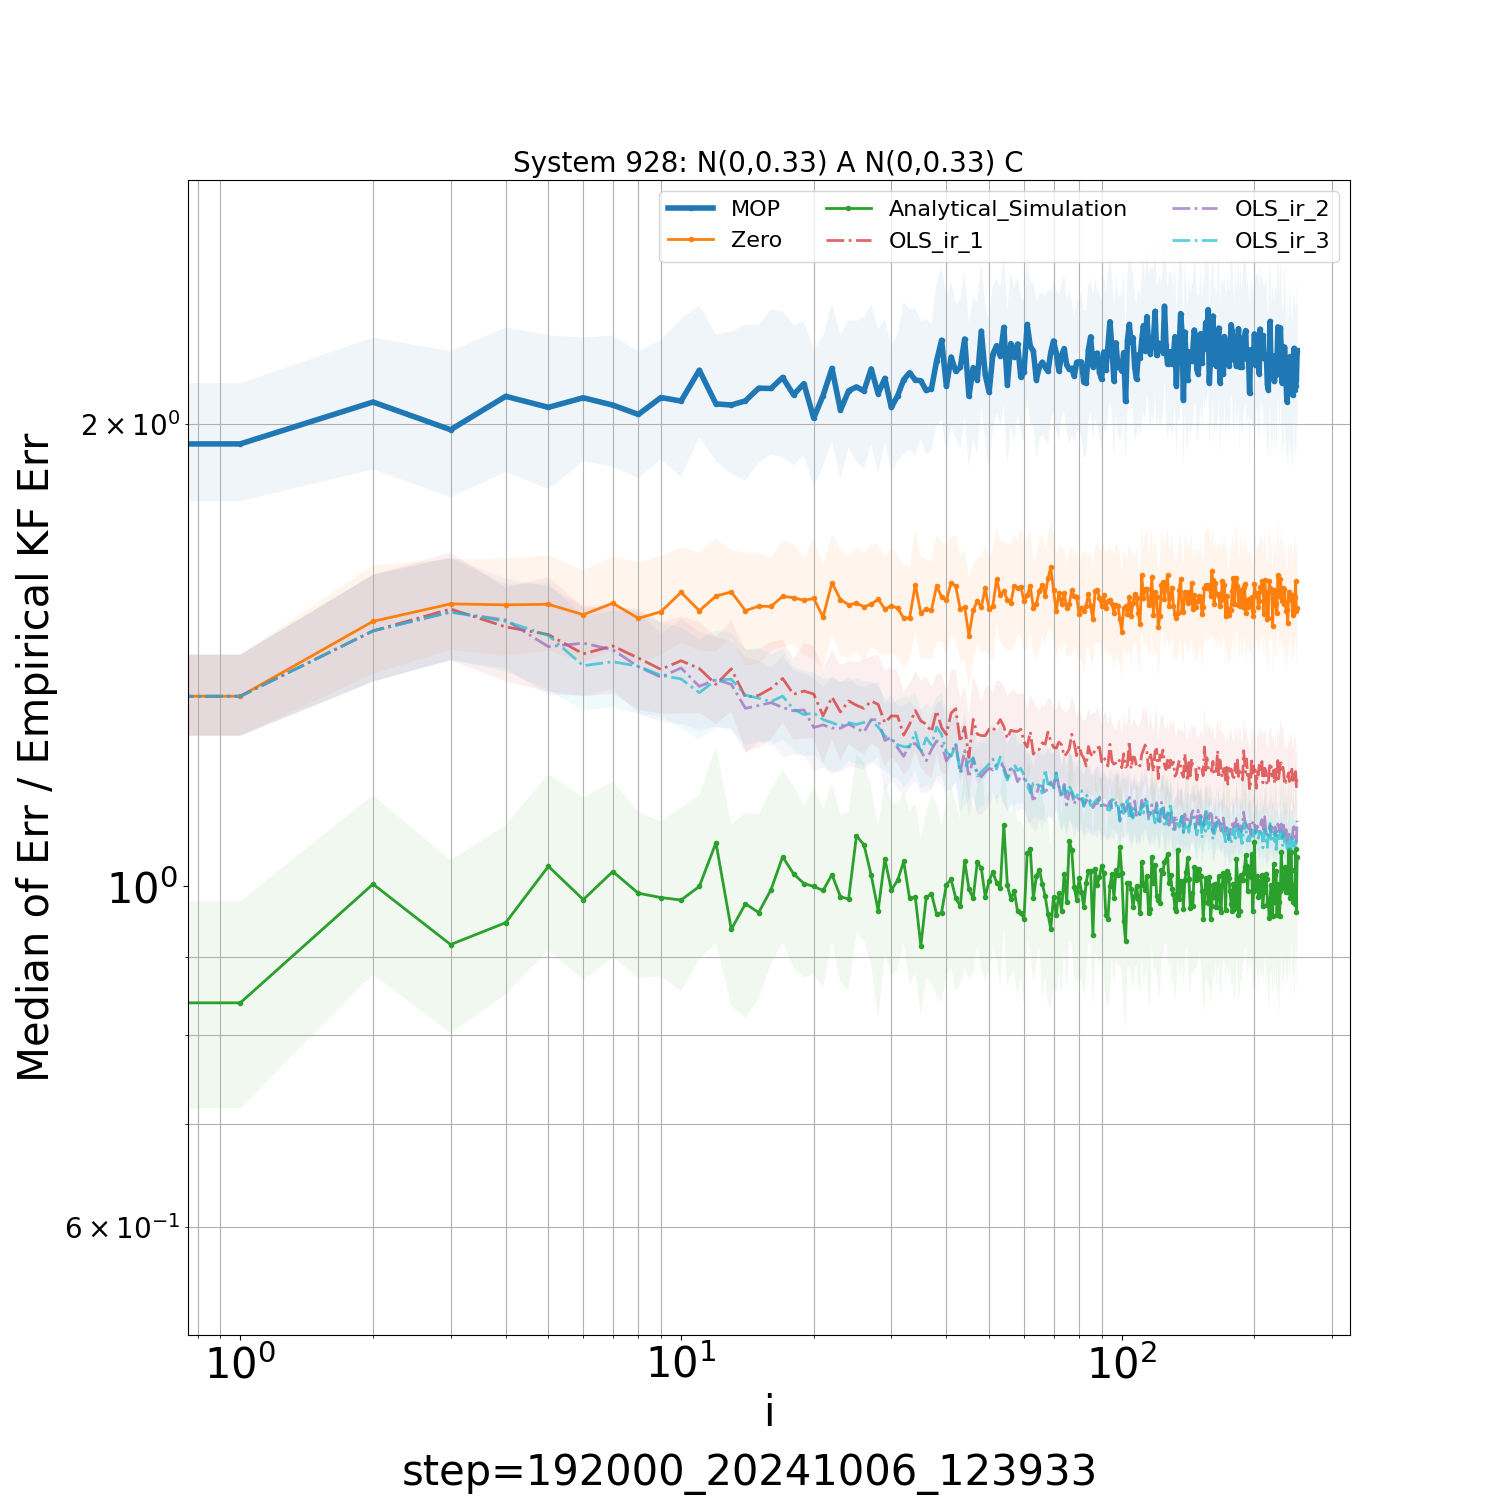 System 928: N(0,0.33) A N(0,0.33) C
MOP
Zero
Analytical_Simulation
OLS_ir_1
OLS_ir_2
OLS_ir_3
Median of Err / Empirical KF Err
2 × 10⁰
10⁰
6 × 10⁻¹
10⁰ 10¹ 10²
i
step=192000_20241006_123933